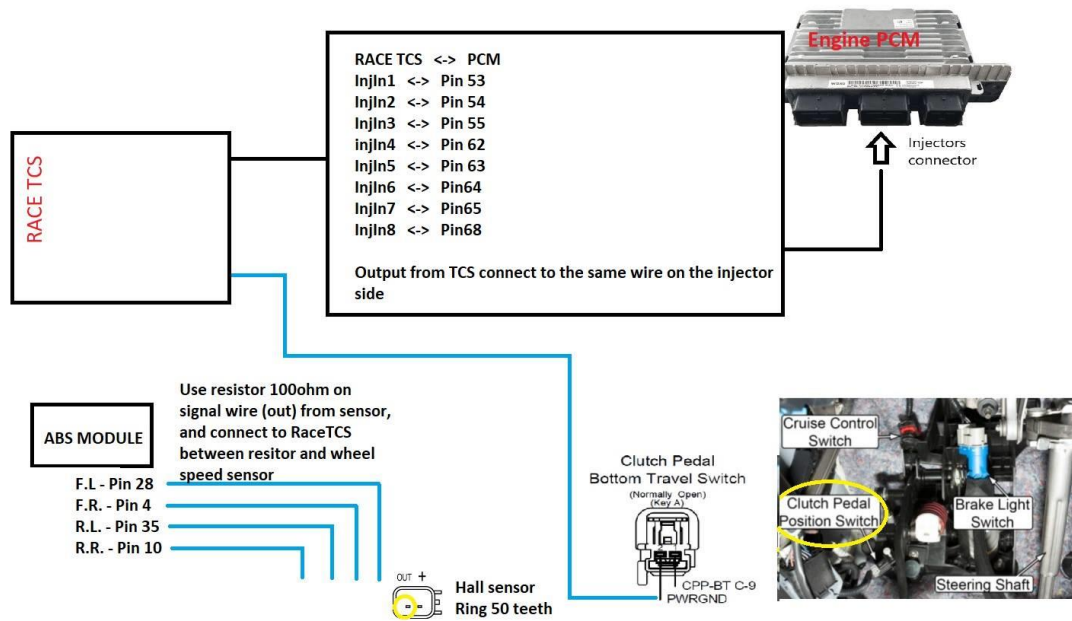 RACE TCS <-> PCM
InjIn1 <-> Pin 53
InjIn2 <-> Pin 54
InjIn3 <-> Pin 55
injIn4 <-> Pin 62
InjIn5 <-> Pin 63
InjIn6 <-> Pin64
InjIn7 <-> Pin65
InjIn8 <-> Pin68
Output from TCS connect to the same wire on the injector
side
Engine PCM
Injectors
connector
RACE TCS
ABS MODULE
Use resistor 100ohm on
signal wire (out) from sensor,
and connect to RaceTCS
between resitor and wheel
speed sensor
F.L - Pin 28
F.R. - Pin 4
R.L. - Pin 35
R.R. - Pin 10
OUT +
Hall sensor
Ring 50 teeth
Clutch Pedal
Bottom Travel Switch
(Normally Open)
(Key A)
CPP-BT C-9
PWRGND
Cruise Control
Switch
Clutch Pedal
Position Switch
Brake Light
Switch
Steering Shaft